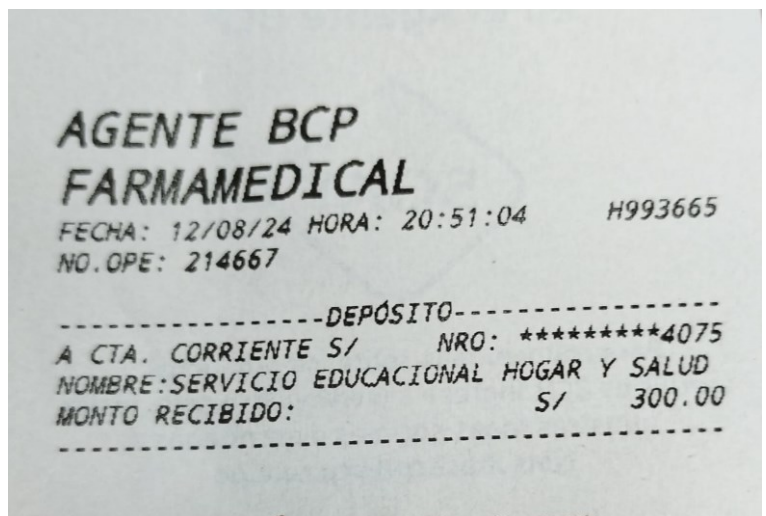 AGENTE BCP
FARMAMEDICAL
FECHA: 12/08/24 HORA: 20:51:04 H993665
NO.OPE: 214667
------------------DEPÓSITO------------------
A CTA. CORRIENTE S/ NRO: *********4075
NOMBRE:SERVICIO EDUCACIONAL HOGAR Y SALUD
MONTO RECIBIDO: S/ 300.00
--------------------------------------------